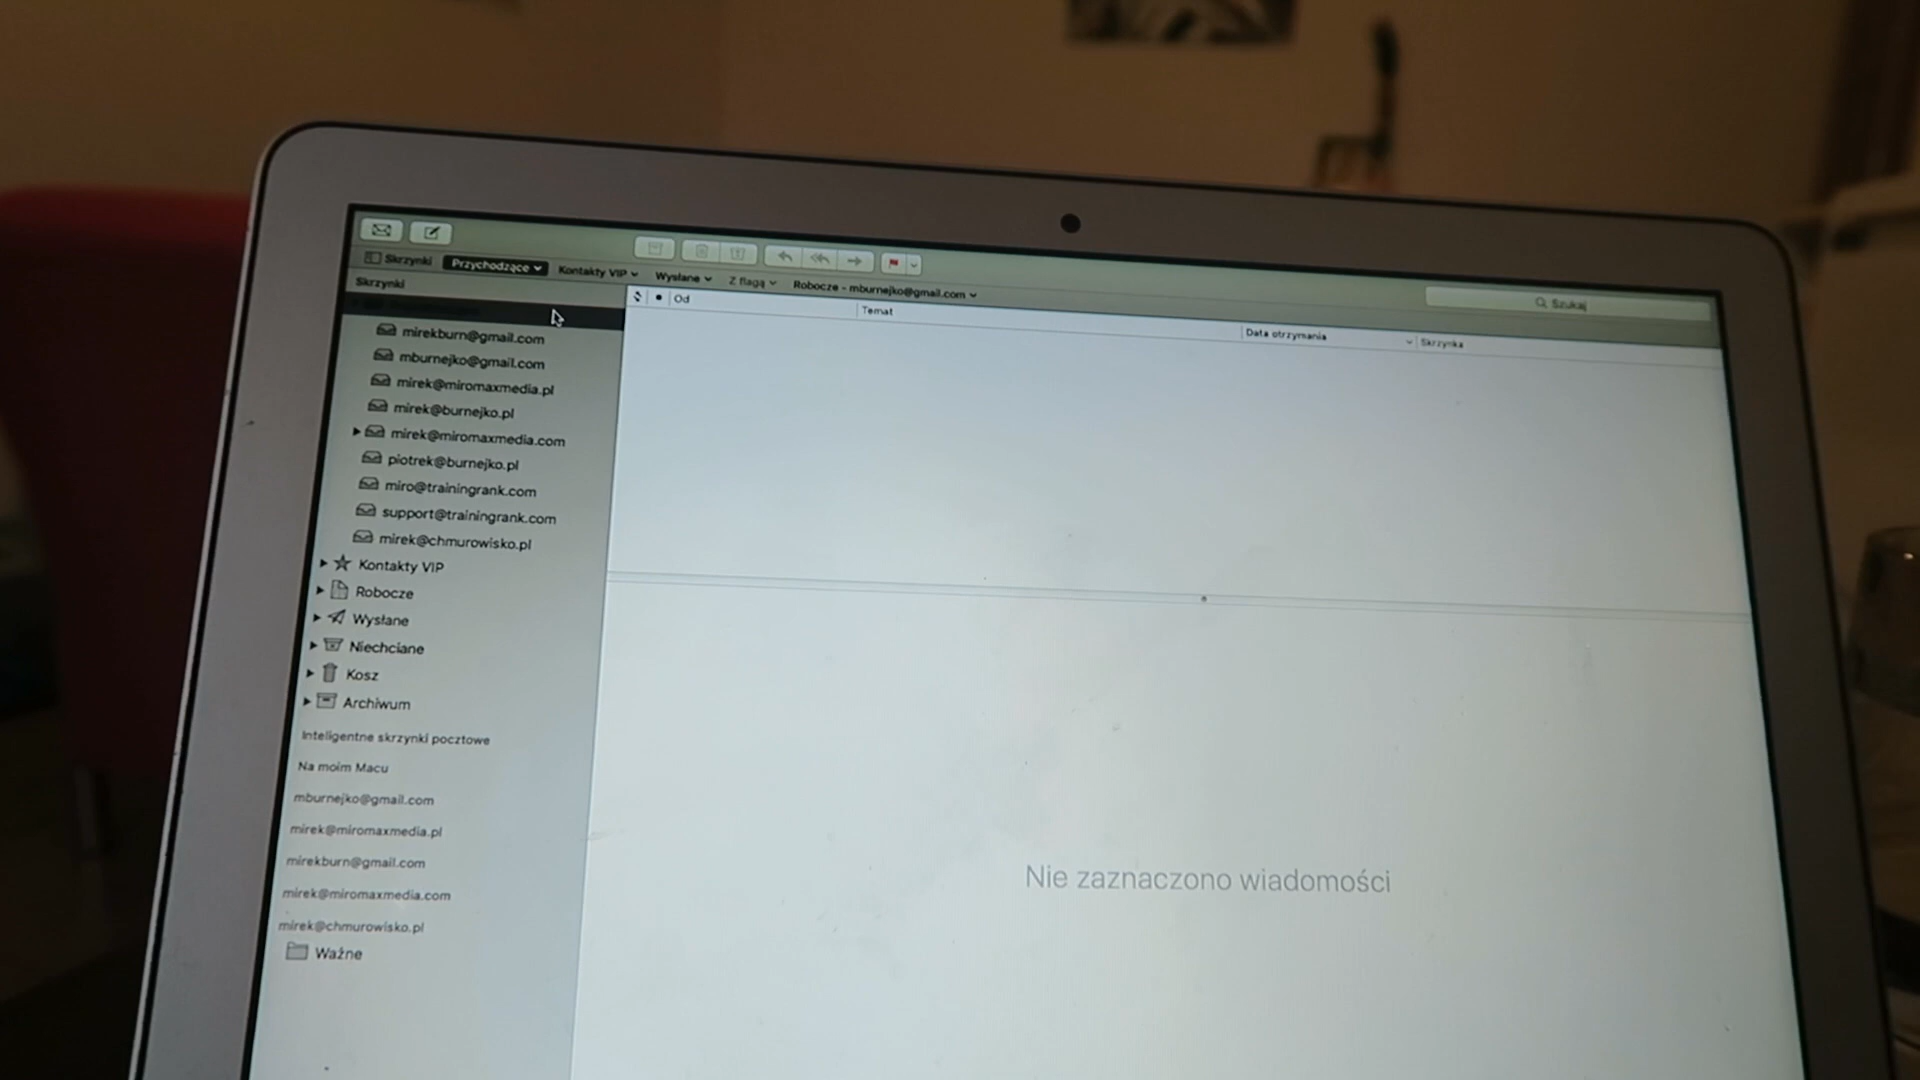 Skrzynki Przychodzące Kontakty VIP Wysłane Z flagą Robocze - mburnejko@gmail.com
Szukaj
Skrzynki
Od Temat Data otrzymania Skrzynka
mirekburn@gmail.com
mburnejko@gmail.com
mirek@miromaxmedia.pl
mirek@burnejko.pl
mirek@miromaxmedia.com
piotrek@burnejko.pl
miro@trainingrank.com
support@trainingrank.com
mirek@chmurowisko.pl
Kontakty VIP
Robocze
Wysłane
Niechciane
Kosz
Archiwum
Inteligentne skrzynki pocztowe
Na moim Macu
mburnejko@gmail.com
mirek@miromaxmedia.pl
mirekburn@gmail.com
mirek@miromaxmedia.com
mirek@chmurowisko.pl
Ważne
Nie zaznaczono wiadomości